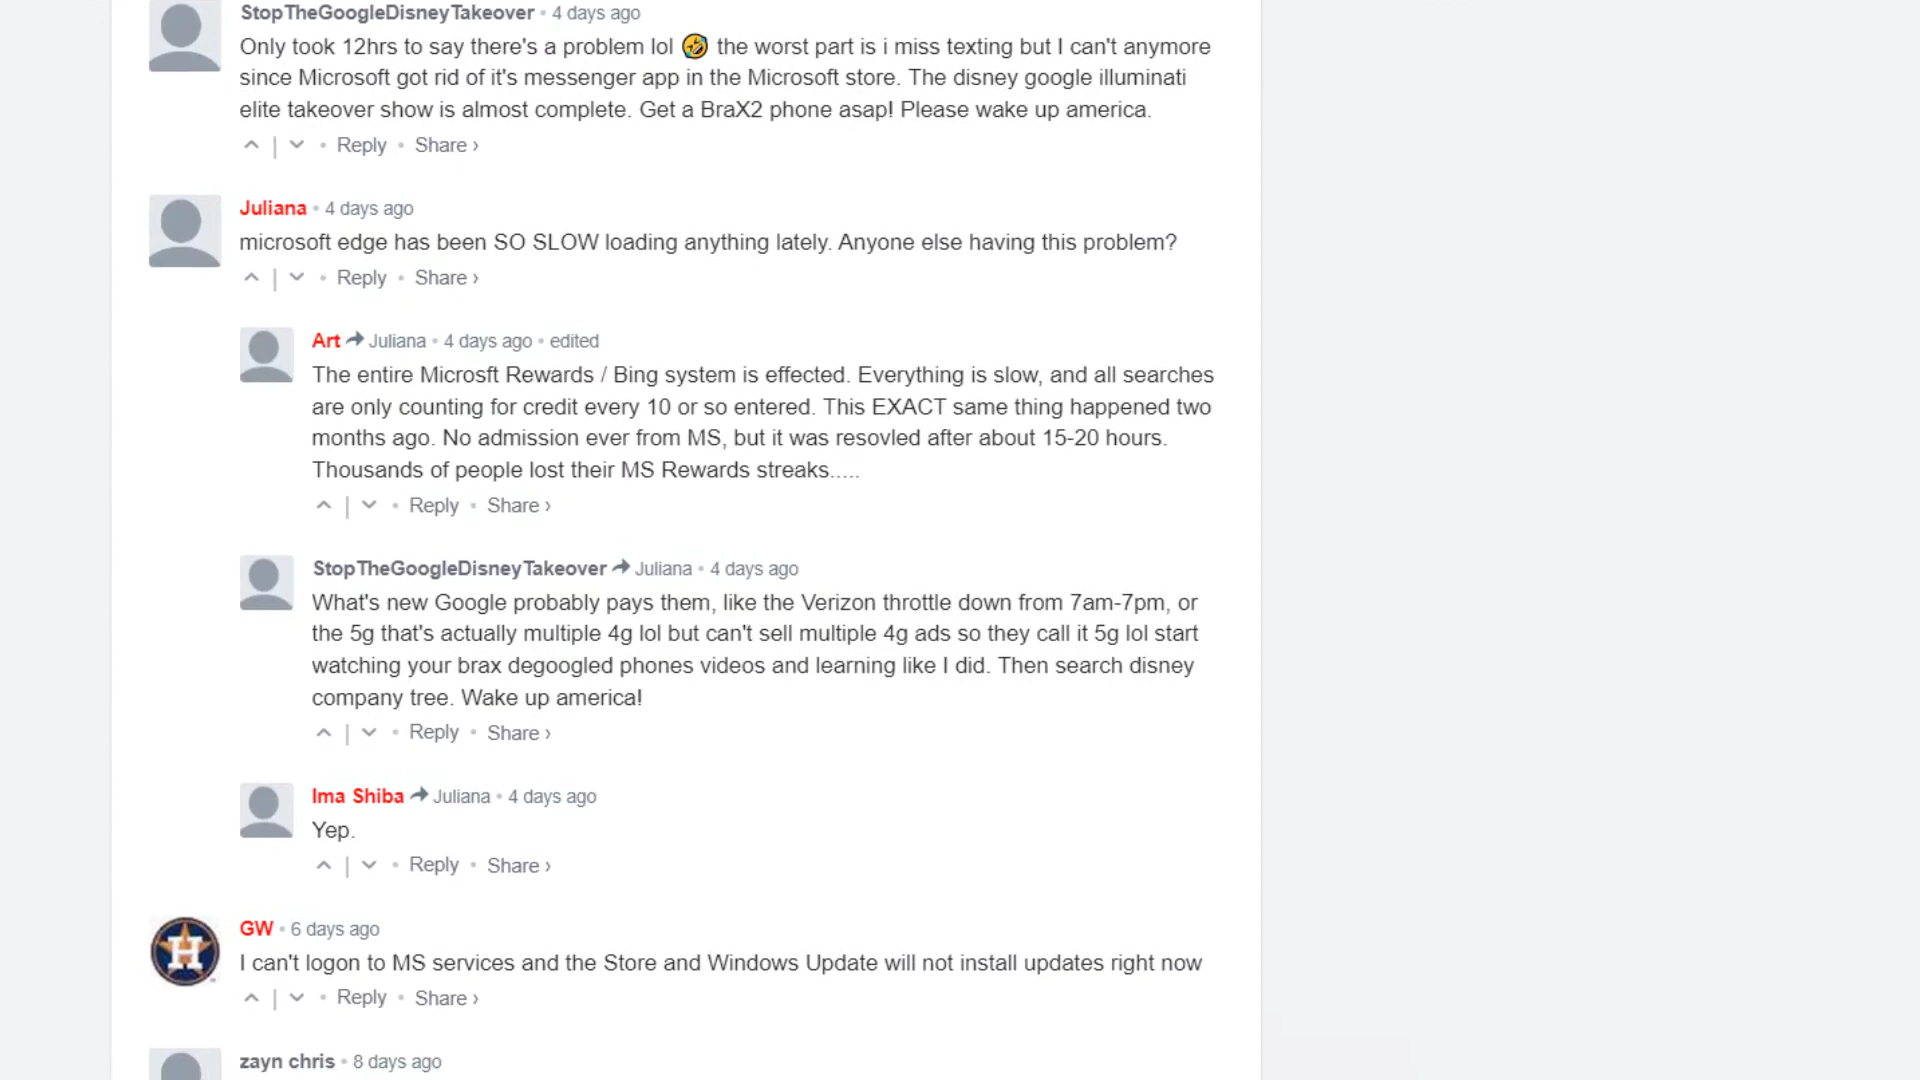 StopTheGoogleDisneyTakeover • 4 days ago
Only took 12hrs to say there's a problem lol 🤣 the worst part is i miss texting but I can't anymore
since Microsoft got rid of it's messenger app in the Microsoft store. The disney google illuminati
elite takeover show is almost complete. Get a BraX2 phone asap! Please wake up america.
| • Reply • Share ›
Juliana • 4 days ago
microsoft edge has been SO SLOW loading anything lately. Anyone else having this problem?
| • Reply • Share ›
Art Juliana • 4 days ago • edited
The entire Microsft Rewards / Bing system is effected. Everything is slow, and all searches
are only counting for credit every 10 or so entered. This EXACT same thing happened two
months ago. No admission ever from MS, but it was resovled after about 15-20 hours.
Thousands of people lost their MS Rewards streaks.....
| • Reply • Share ›
StopTheGoogleDisneyTakeover Juliana • 4 days ago
What's new Google probably pays them, like the Verizon throttle down from 7am-7pm, or
the 5g that's actually multiple 4g lol but can't sell multiple 4g ads so they call it 5g lol start
watching your brax degoogled phones videos and learning like I did. Then search disney
company tree. Wake up america!
| • Reply • Share ›
Ima Shiba Juliana • 4 days ago
Yep.
| • Reply • Share ›
GW • 6 days ago
H
I can't logon to MS services and the Store and Windows Update will not install updates right now
| • Reply • Share ›
zayn chris • 8 days ago